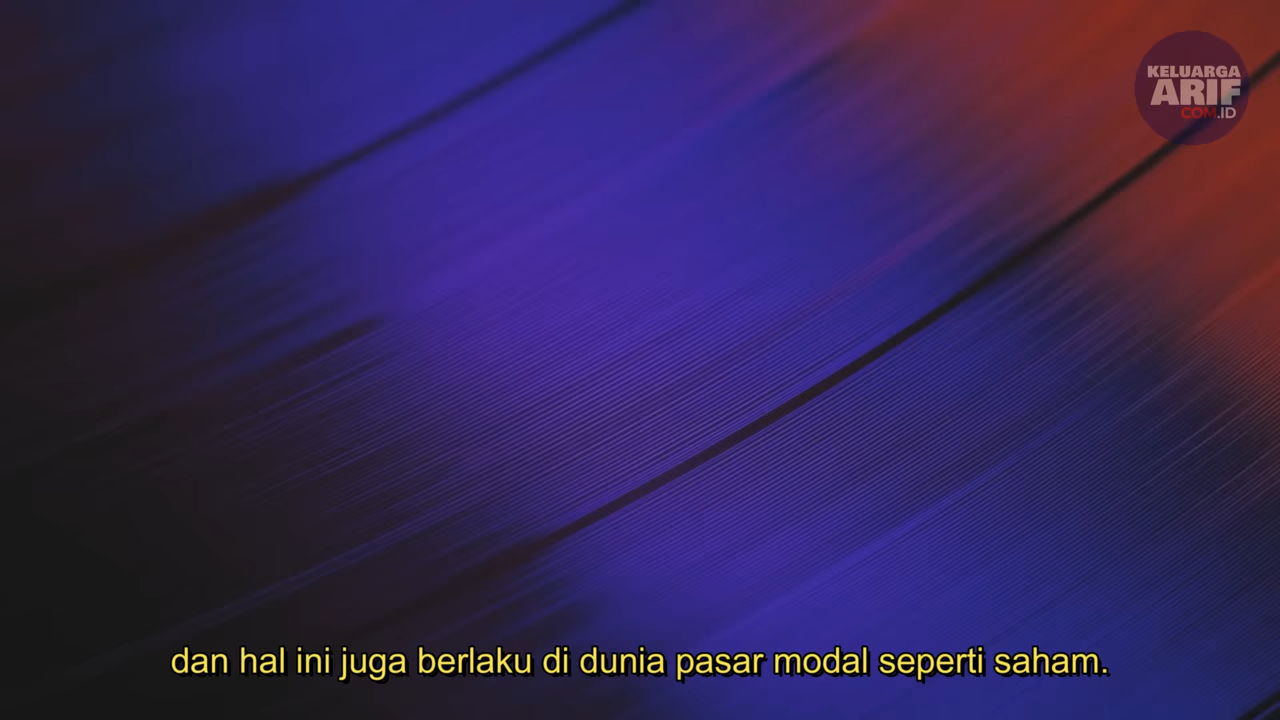 KELUARGA
ARIF
COM.ID
dan hal ini juga berlaku di dunia pasar modal seperti saham.